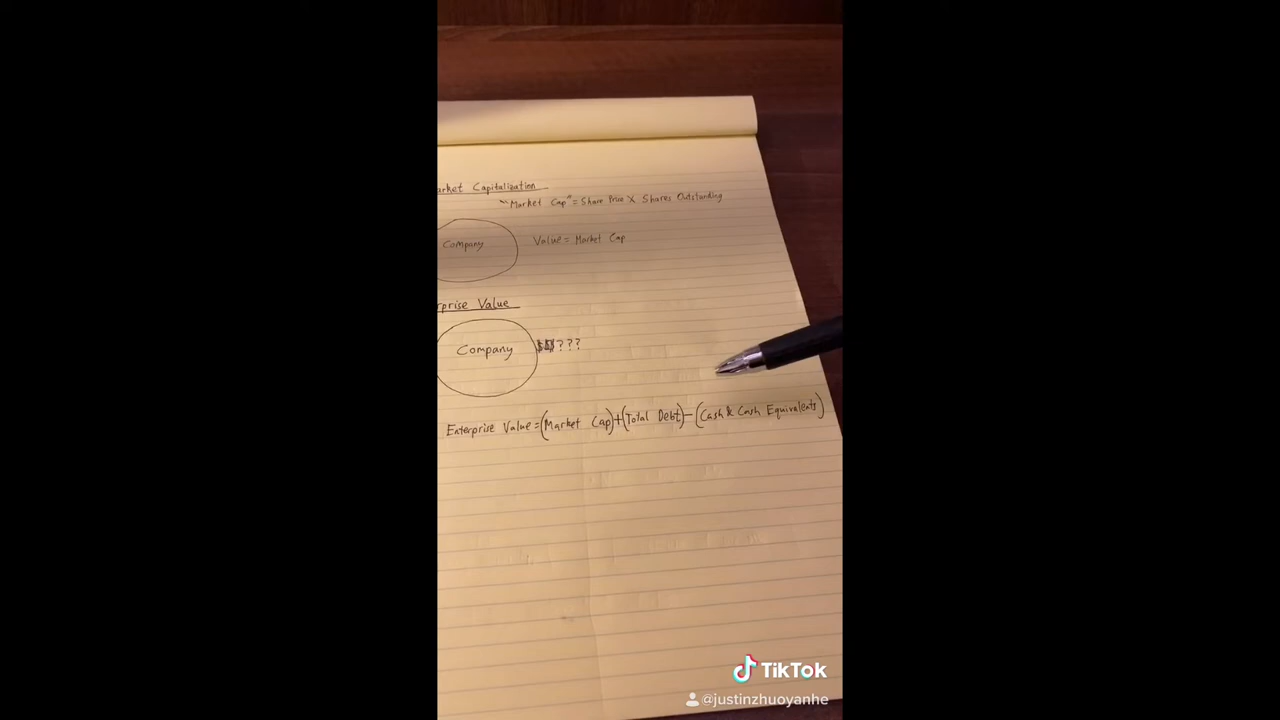 arket Capitalization
"Market Cap" = Share Price X Shares Outstanding
Company
Value = Market Cap
rprise Value
Company
???
Enterprise Value = (Market Cap) + (Total Debt) - (Cash & Cash Equivalents)
TikTok
@justinzhuoyanhe